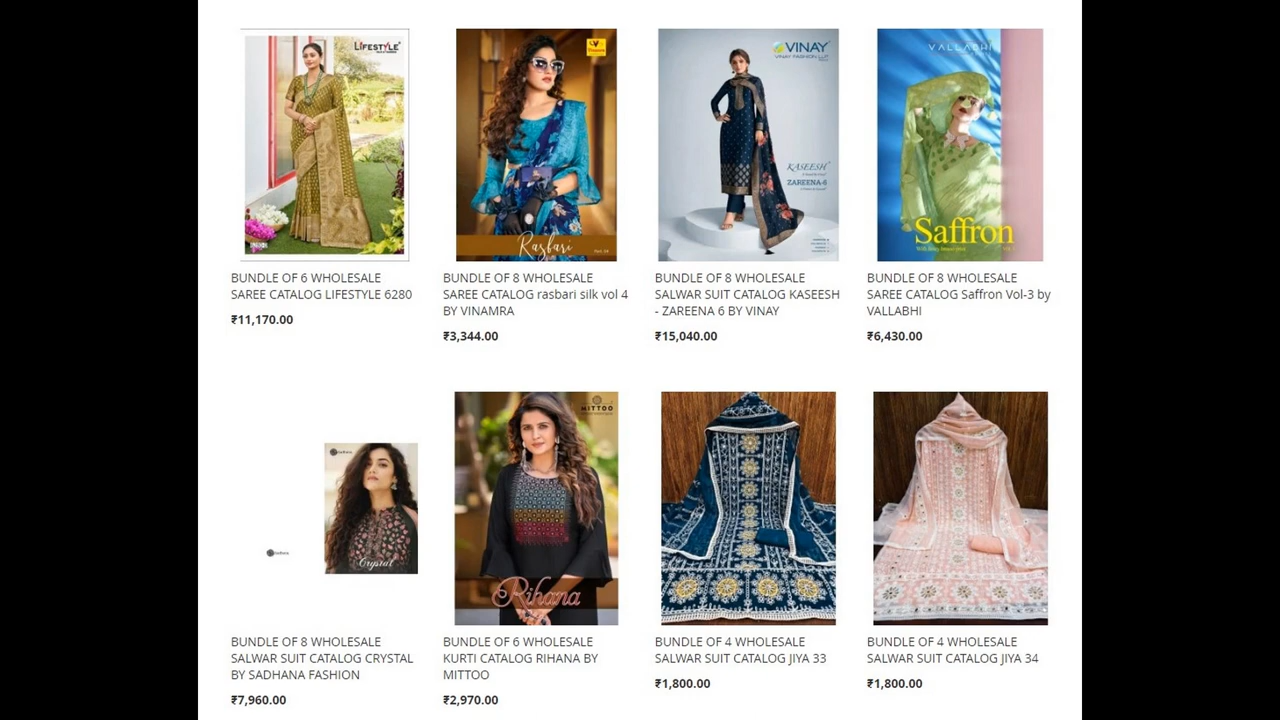 LIFESTYLE
Vinamra
Rasbari
VINAY
VINAY FASHION LLP
KASEESH
ZAREENA-6
VALLABHI
Saffron
BUNDLE OF 6 WHOLESALE
SAREE CATALOG LIFESTYLE 6280
₹11,170.00
BUNDLE OF 8 WHOLESALE
SAREE CATALOG rasbari silk vol 4
BY VINAMRA
₹3,344.00
BUNDLE OF 8 WHOLESALE
SALWAR SUIT CATALOG KASEESH
- ZAREENA 6 BY VINAY
₹15,040.00
BUNDLE OF 8 WHOLESALE
SAREE CATALOG Saffron Vol-3 by
VALLABHI
₹6,430.00
Sadhana
Crystal
MITTOO
Rihana
BUNDLE OF 8 WHOLESALE
SALWAR SUIT CATALOG CRYSTAL
BY SADHANA FASHION
₹7,960.00
BUNDLE OF 6 WHOLESALE
KURTI CATALOG RIHANA BY
MITTOO
₹2,970.00
BUNDLE OF 4 WHOLESALE
SALWAR SUIT CATALOG JIYA 33
₹1,800.00
BUNDLE OF 4 WHOLESALE
SALWAR SUIT CATALOG JIYA 34
₹1,800.00